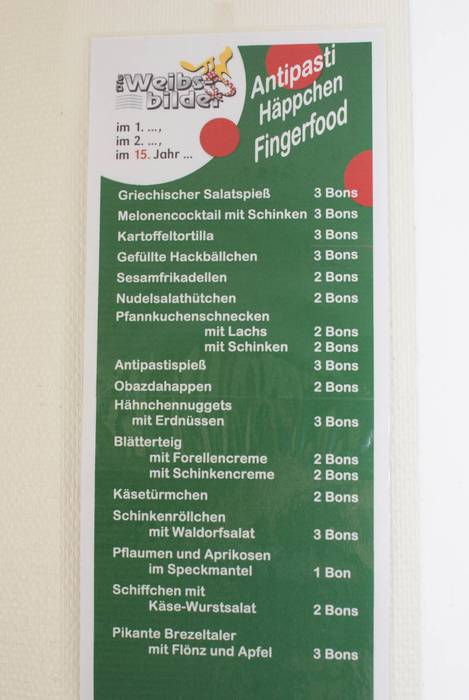 Die Weibs
bilder
im 1. ...,
im 2. ...,
im 15. Jahr ...
Antipasti
Häppchen
Fingerfood
Griechischer Salatspieß 3 Bons
Melonencocktail mit Schinken 3 Bons
Kartoffeltortilla 3 Bons
Gefüllte Hackbällchen 3 Bons
Sesamfrikadellen 2 Bons
Nudelsalathütchen 2 Bons
Pfannkuchenschnecken
mit Lachs 2 Bons
mit Schinken 2 Bons
Antipastispieß 3 Bons
Obazdahappen 2 Bons
Hähnchennuggets
mit Erdnüssen 3 Bons
Blätterteig
mit Forellencreme 2 Bons
mit Schinkencreme 2 Bons
Käsetürmchen 2 Bons
Schinkenröllchen
mit Waldorfsalat 3 Bons
Pflaumen und Aprikosen
im Speckmantel 1 Bon
Schiffchen mit
Käse-Wurstsalat 2 Bons
Pikante Brezeltaler
mit Flönz und Apfel 3 Bons